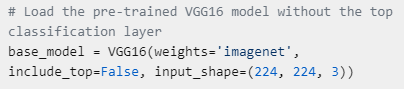 # Load the pre-trained VGG16 model without the top
classification layer
base_model = VGG16(weights='imagenet',
include_top=False, input_shape=(224, 224, 3))